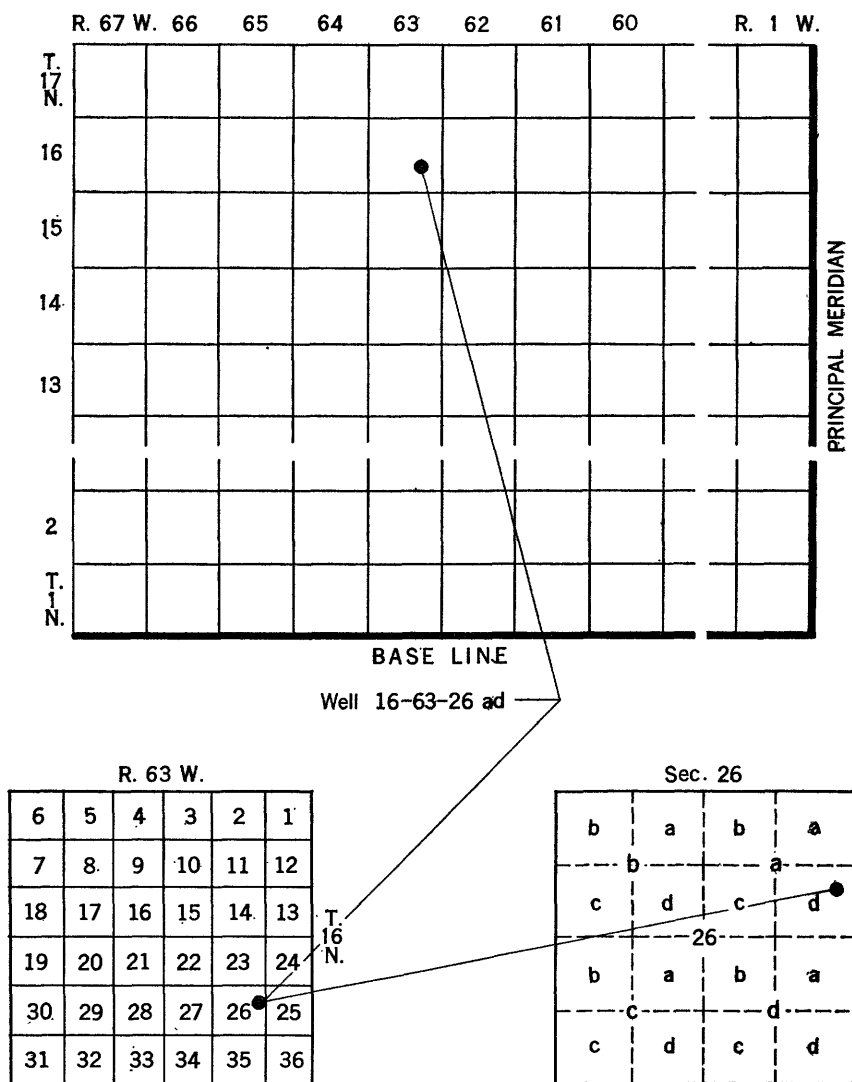 R. 67 W. 66 65 64 63 62 61 60 R. 1 W.
T.
17
N.
16
15
14
13
2
T.
1
N.
PRINCIPAL MERIDIAN
BASE LINE
Well 16-63-26 ad
R. 63 W.
6 5 4 3 2 1
7 8 9 10 11 12
18 17 16 15 14 13
19 20 21 22 23 24
30 29 28 27 26 25
31 32 33 34 35 36
T.
16
N.
Sec. 26
b a b a
b a
c d c d
26
b a b a
c d
c d c d